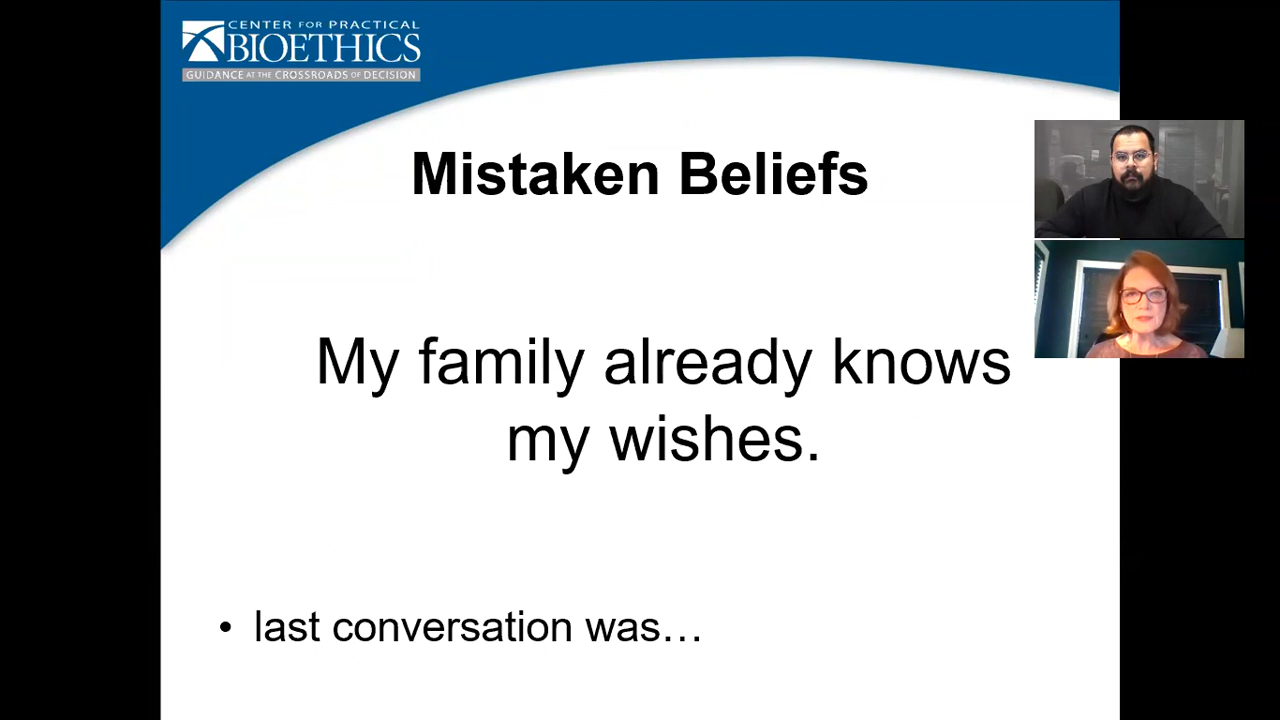 CENTER FOR PRACTICAL
BIOETHICS
GUIDANCE AT THE CROSSROADS OF DECISION
Mistaken Beliefs
My family already knows
my wishes.
• last conversation was…